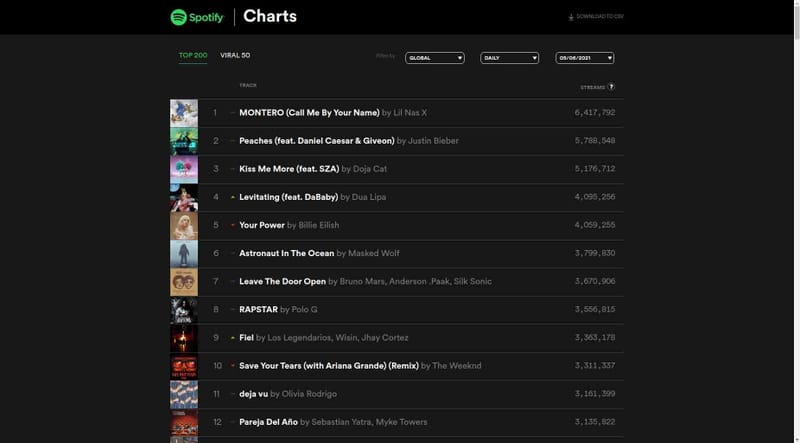 Spotify Charts
DOWNLOAD TO CSV
TOP 200 VIRAL 50 Filter by GLOBAL DAILY 05/06/2021
TRACK STREAMS ?
1 MONTERO (Call Me By Your Name) by Lil Nas X 6,417,792
2 Peaches (feat. Daniel Caesar & Giveon) by Justin Bieber 5,788,548
3 Kiss Me More (feat. SZA) by Doja Cat 5,176,712
4 Levitating (feat. DaBaby) by Dua Lipa 4,095,256
5 Your Power by Billie Eilish 4,059,255
6 Astronaut In The Ocean by Masked Wolf 3,799,830
7 Leave The Door Open by Bruno Mars, Anderson .Paak, Silk Sonic 3,670,906
8 RAPSTAR by Polo G 3,556,815
9 Fiel by Los Legendarios, Wisin, Jhay Cortez 3,363,178
10 Save Your Tears (with Ariana Grande) (Remix) by The Weeknd 3,311,337
11 deja vu by Olivia Rodrigo 3,161,399
12 Pareja Del Año by Sebastian Yatra, Myke Towers 3,135,822